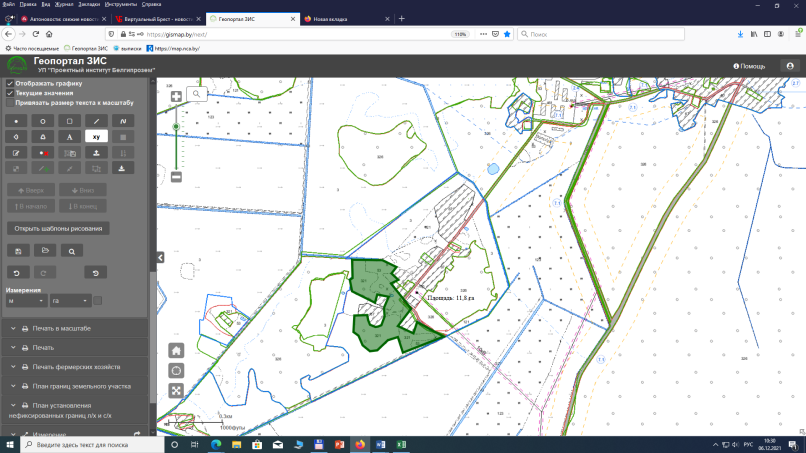 Файл Правка Вид Журнал Закладки Инструменты Справка
Автоновости: свежие новост
Виртуальный Брест - новост
Геопортал ЗИС
Новая вкладка
https://gismap.by/next/
110%
Поиск
Часто посещаемые
Геопортал ЗИС
выписки
https://map.nca.by/
Геопортал ЗИС
УП "Проектный институт Белгипрозем"
Помощь
Отображать графику
Текущие значения
Привязать размер текста к масштабу
A
xy
Вверх
Вниз
В начало
В конец
Открыть шаблоны рисования
Измерения
м
га
Печать в масштабе
Печать
Печать фермерских хозяйств
План границ земельного участка
План установления
нефиксированных границ п/х и с/х
Измерение
Площадь: 11,8 га
0,3км
1000футы
Введите здесь текст для поиска
РУС
10:30
06.12.2021